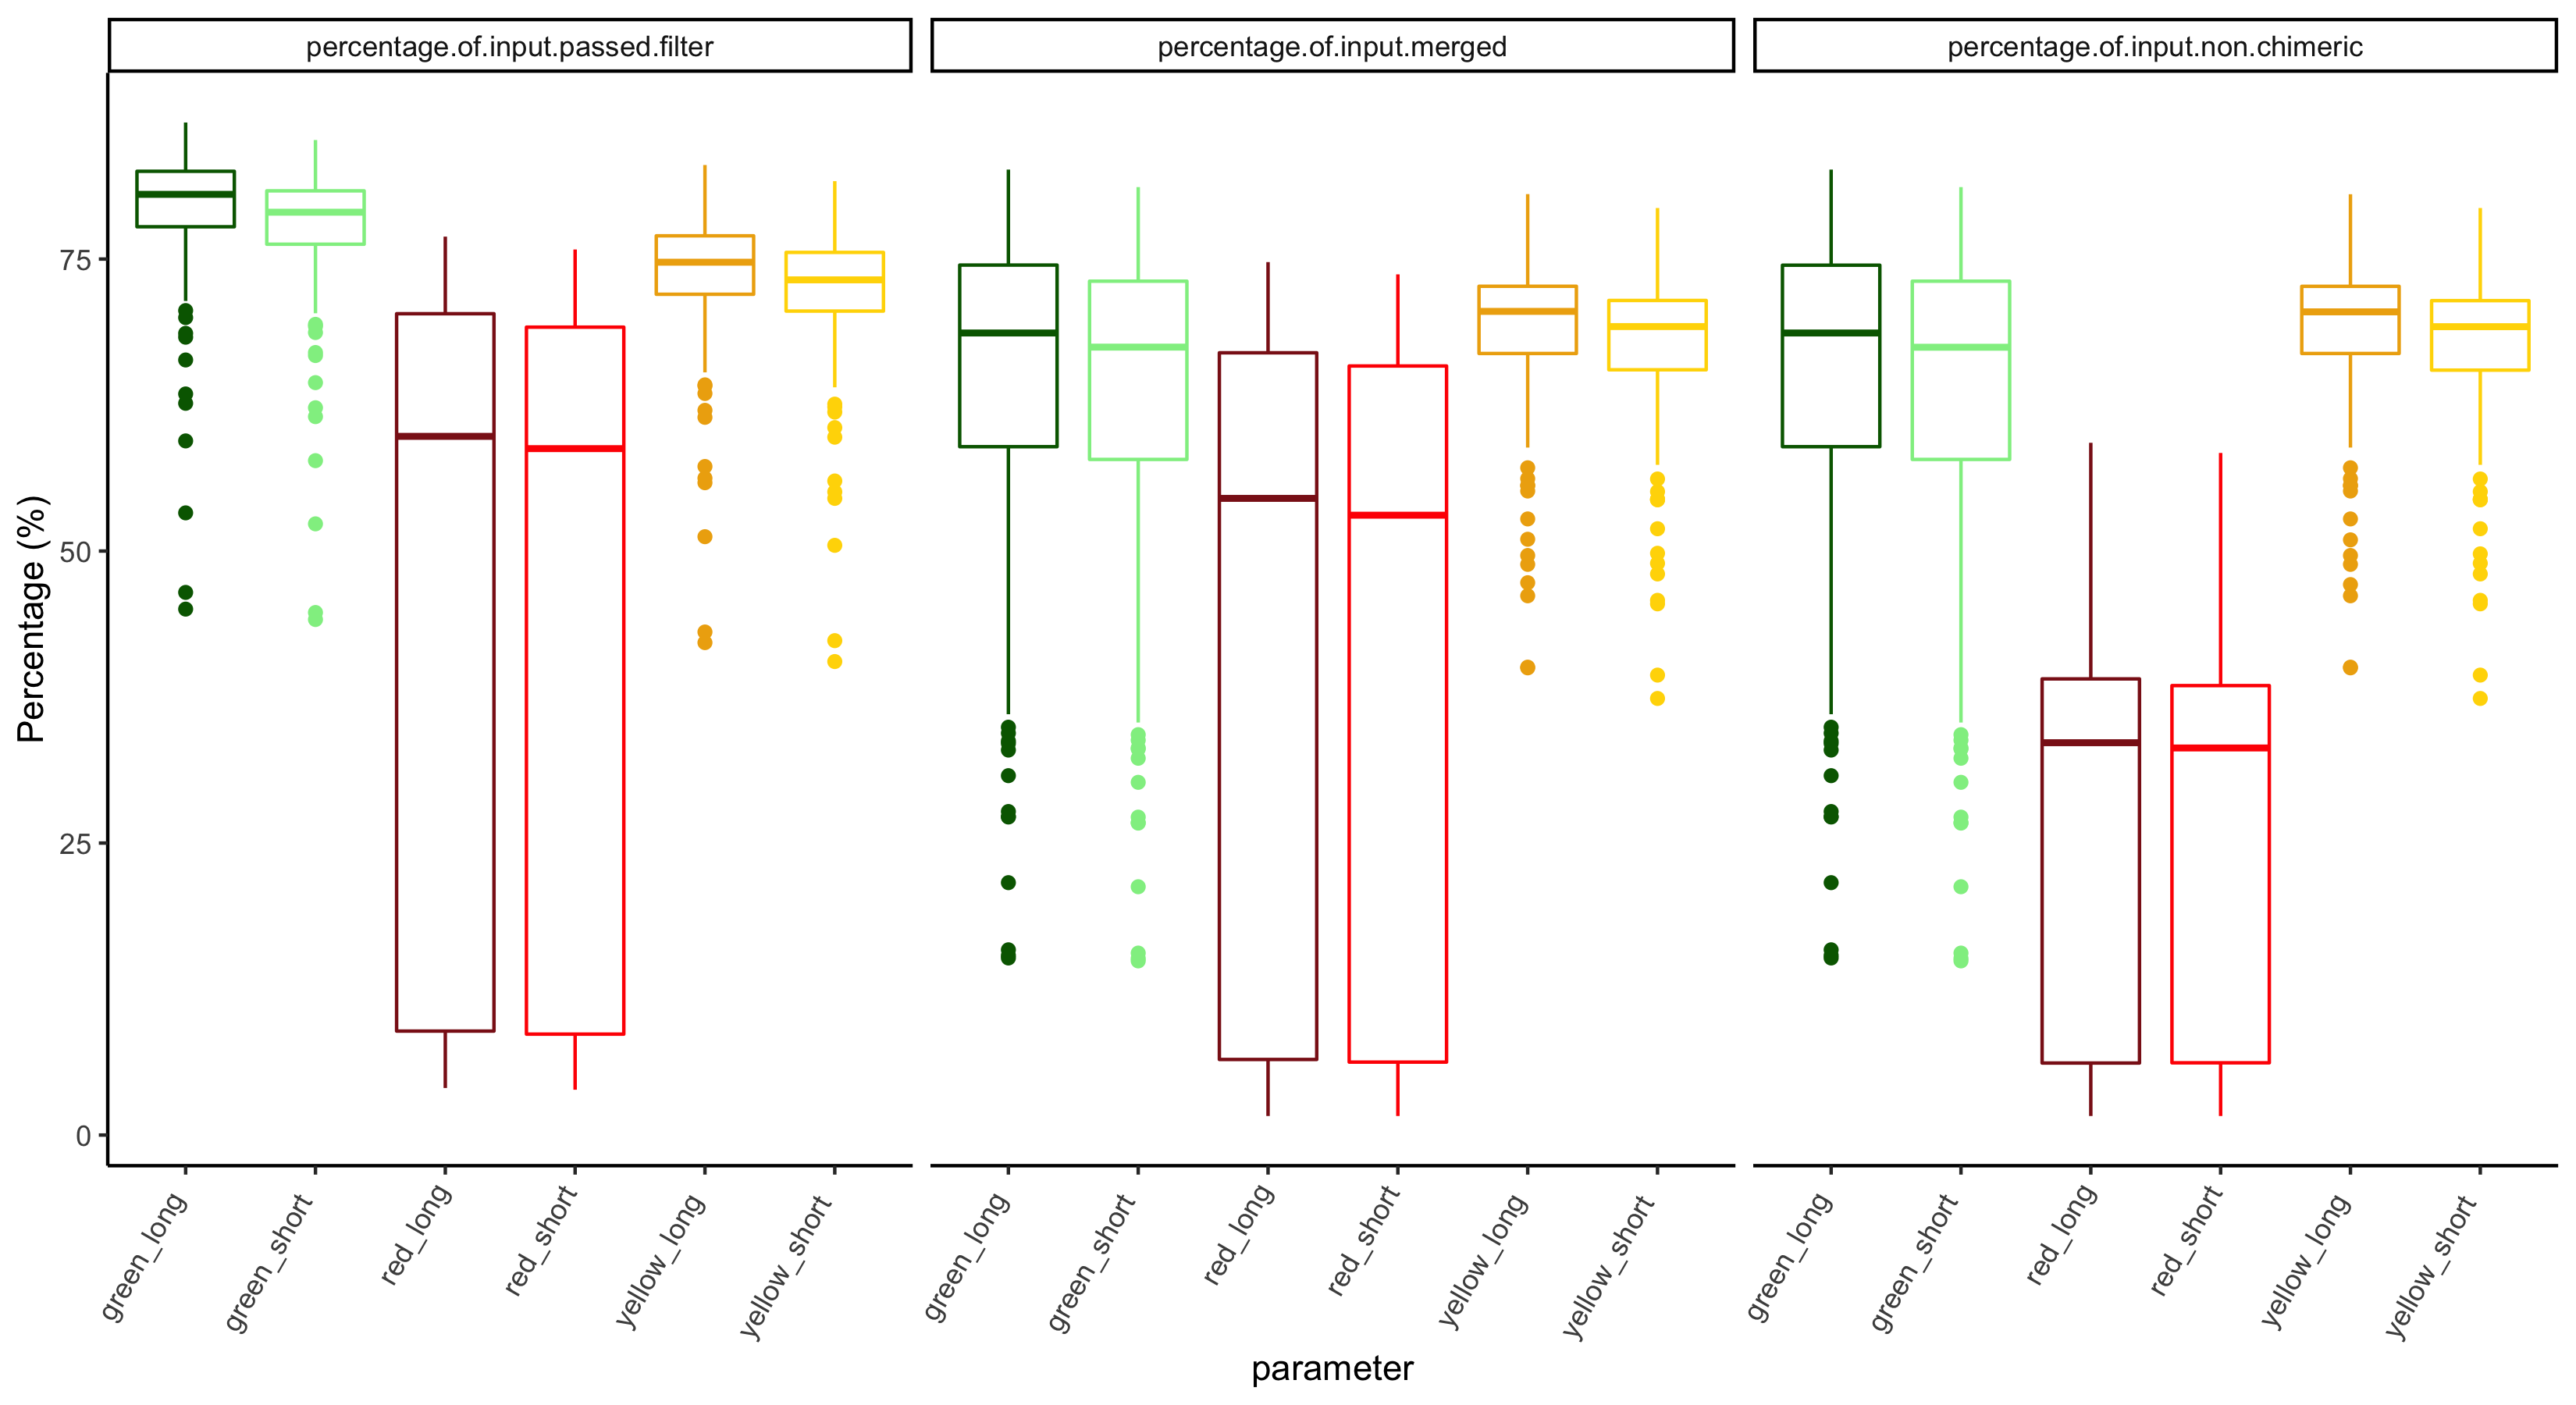 percentage.of.input.passed.filter
percentage.of.input.merged
percentage.of.input.non.chimeric
Percentage (%)
75
50
25
0
green_long
green_short
red_long
red_short
yellow_long
yellow_short
green_long
green_short
red_long
red_short
yellow_long
yellow_short
green_long
green_short
red_long
red_short
yellow_long
yellow_short
parameter